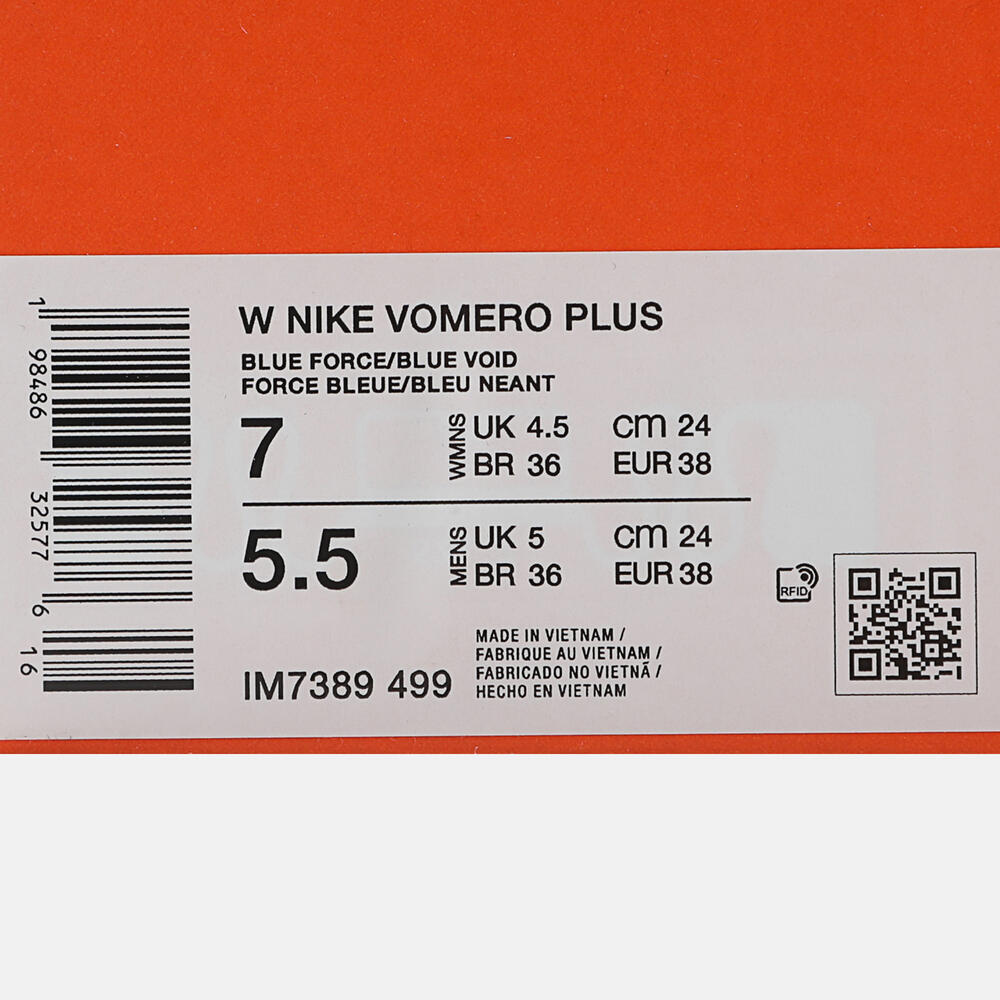 W NIKE VOMERO PLUS
BLUE FORCE/BLUE VOID
FORCE BLEUE/BLEU NEANT
7 WMNS UK 4.5 cm 24
BR 36 EUR 38
5.5 MENS UK 5 cm 24
BR 36 EUR 38
IM7389 499
MADE IN VIETNAM /
FABRIQUE AU VIETNAM /
FABRICADO NO VIETNÃ /
HECHO EN VIETNAM
RFID
1 98486 32577 6 16